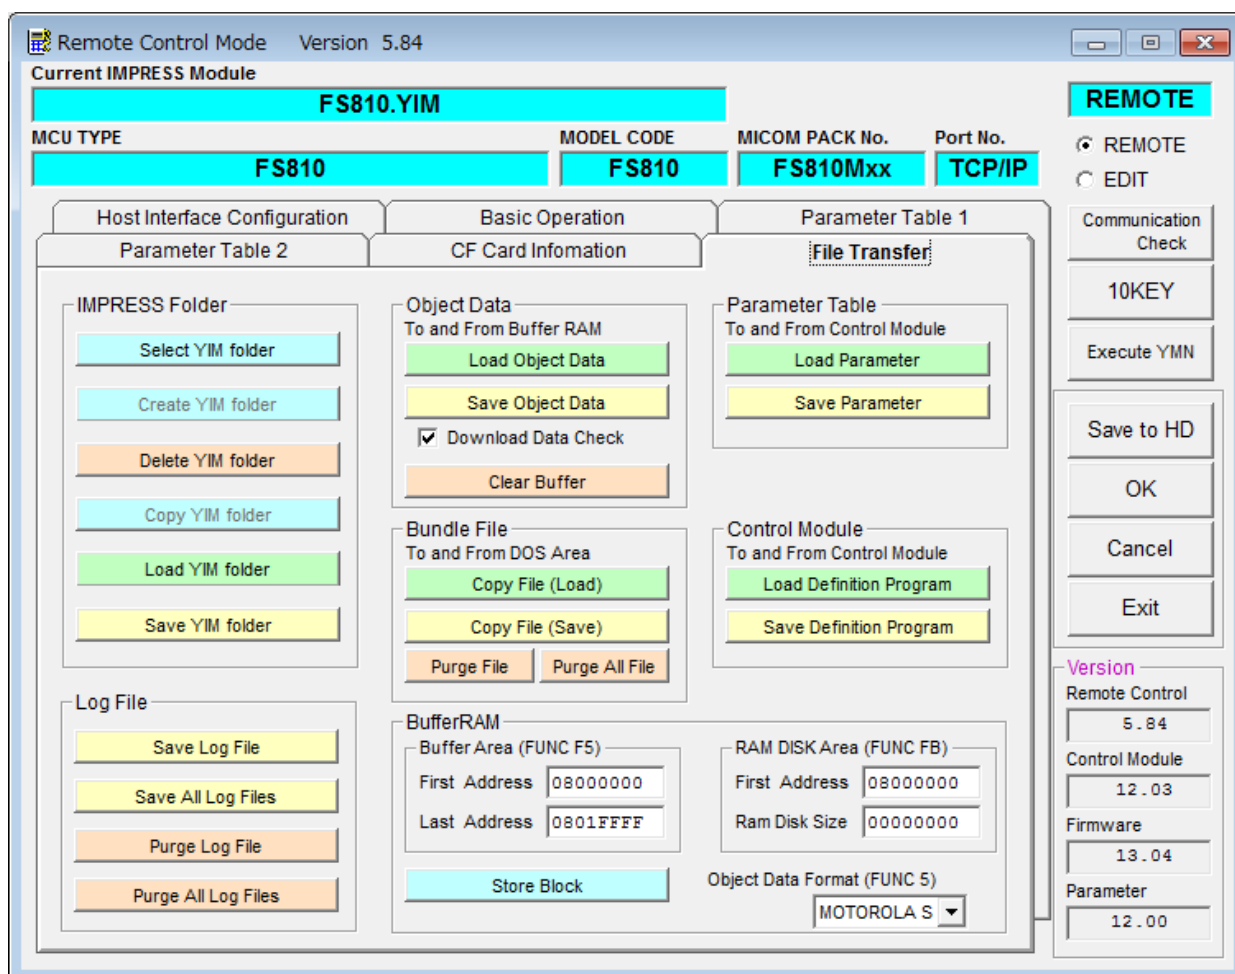 Remote Control Mode Version 5.84
Current IMPRESS Module
FS810.YIM
REMOTE
MCU TYPE
MODEL CODE
MICOM PACK No.
Port No.
FS810
FS810
FS810Mxx
TCP/IP
REMOTE
EDIT
Host Interface Configuration
Basic Operation
Parameter Table 1
Parameter Table 2
CF Card Infomation
File Transfer
Communication
Check
10KEY
Execute YMN
Save to HD
OK
Cancel
Exit
IMPRESS Folder
Select YIM folder
Create YIM folder
Delete YIM folder
Copy YIM folder
Load YIM folder
Save YIM folder
Object Data
To and From Buffer RAM
Load Object Data
Save Object Data
Download Data Check
Clear Buffer
Parameter Table
To and From Control Module
Load Parameter
Save Parameter
Bundle File
To and From DOS Area
Copy File (Load)
Copy File (Save)
Purge File
Purge All File
Control Module
To and From Control Module
Load Definition Program
Save Definition Program
Log File
Save Log File
Save All Log Files
Purge Log File
Purge All Log Files
BufferRAM
Buffer Area (FUNC F5)
First Address 08000000
Last Address 0801FFFF
RAM DISK Area (FUNC FB)
First Address 08000000
Ram Disk Size 00000000
Store Block
Object Data Format (FUNC 5)
MOTOROLA S
Version
Remote Control
5.84
Control Module
12.03
Firmware
13.04
Parameter
12.00